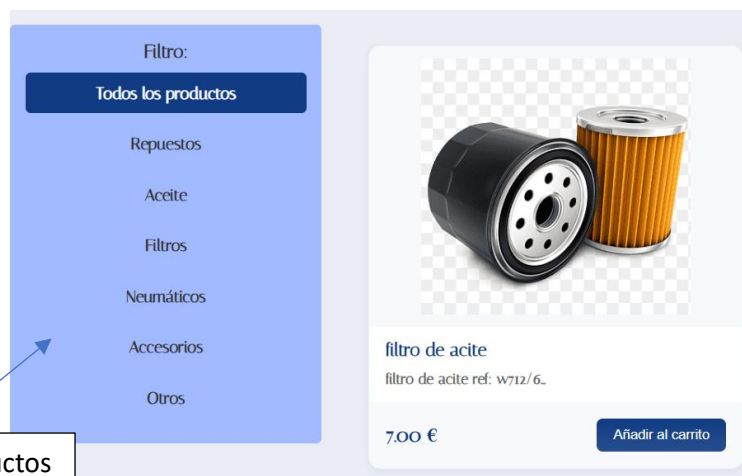 Filtro:
Todos los productos
Repuestos
Aceite
Filtros
Neumáticos
Accesorios
Otros
filtro de acite
filtro de acite ref: w712/6...
7.00 €
Añadir al carrito